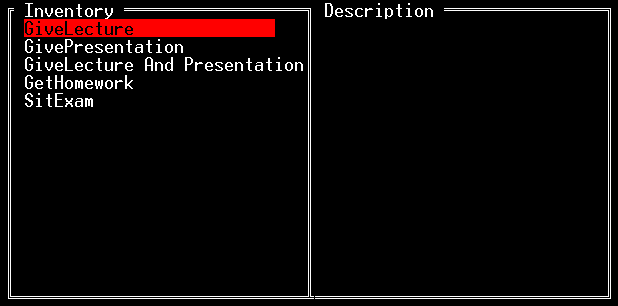 Inventory
GiveLecture
GivePresentation
GiveLecture And Presentation
GetHomework
SitExam
Description